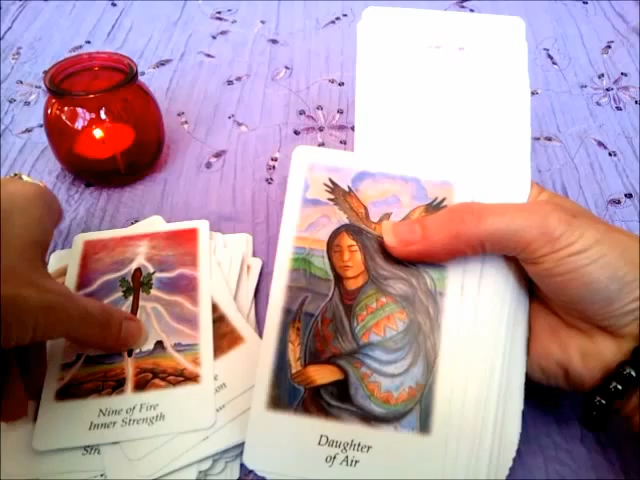 Nine of Fire
Inner Strength
Daughter
of Air